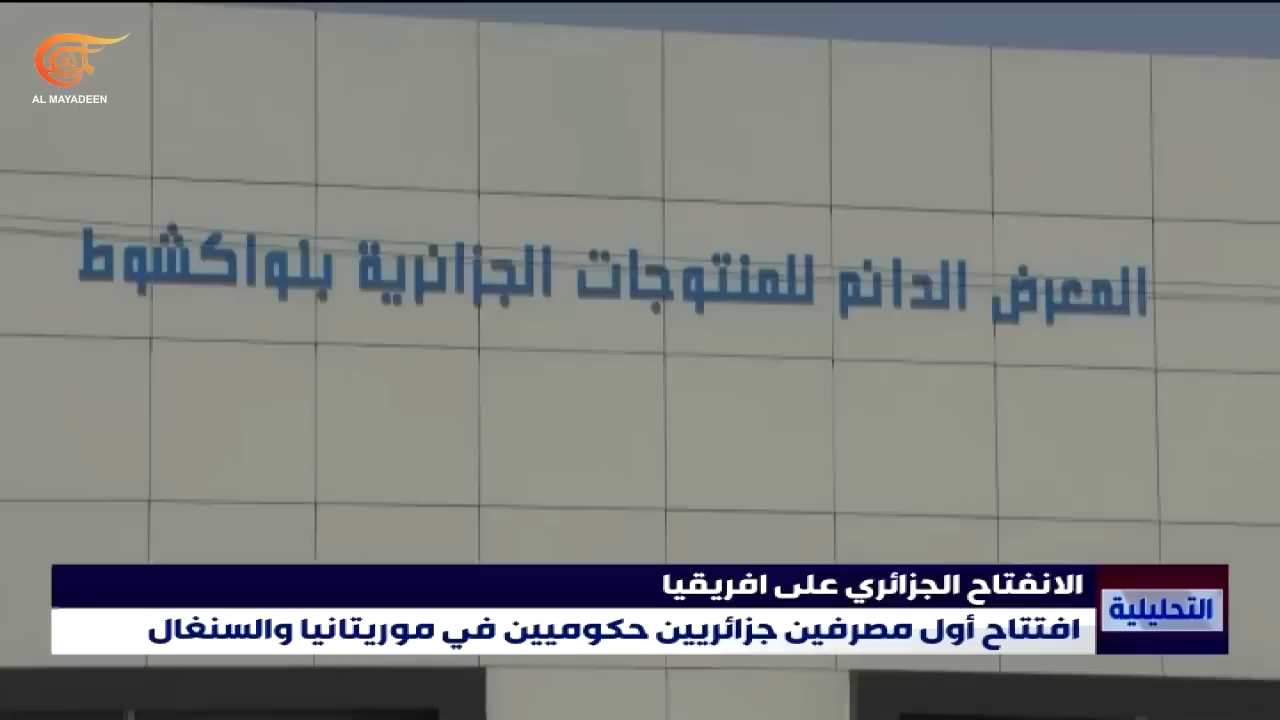 AL MAYADEEN
المعرض الدائم للمنتوجات الجزائرية بنواكشوط
الانفتاح الجزائري على افريقيا
التحليلية
افتتاح أول مصرفين جزائريين حكوميين في موريتانيا والسنغال